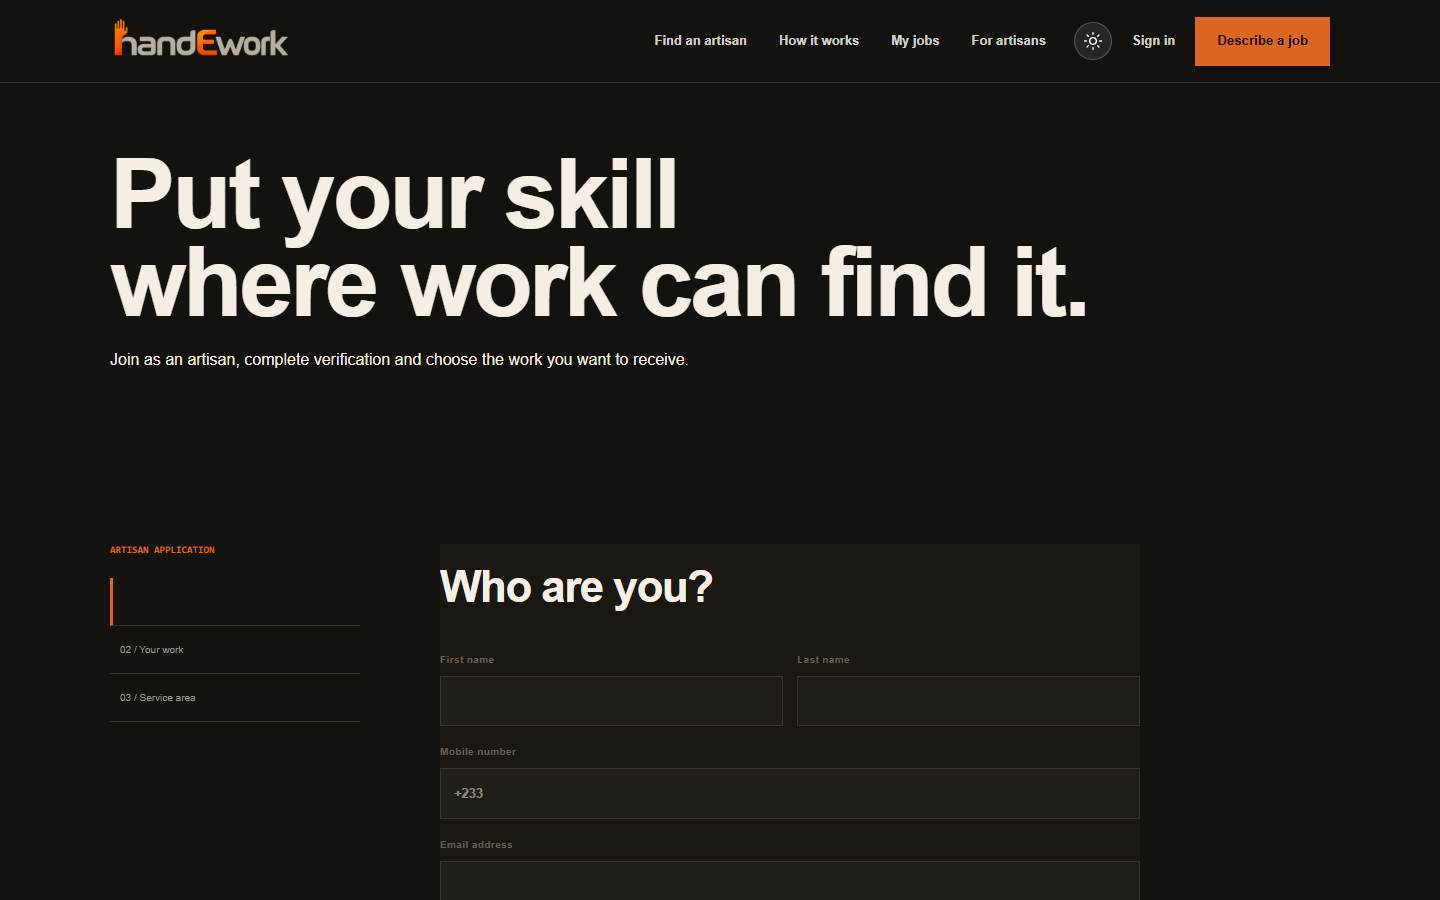 handEwork
Find an artisan
How it works
My jobs
For artisans
Sign in
Describe a job
Put your skill
where work can find it.
Join as an artisan, complete verification and choose the work you want to receive.
ARTISAN APPLICATION
02 / Your work
03 / Service area
Who are you?
First name
Last name
Mobile number
+233
Email address